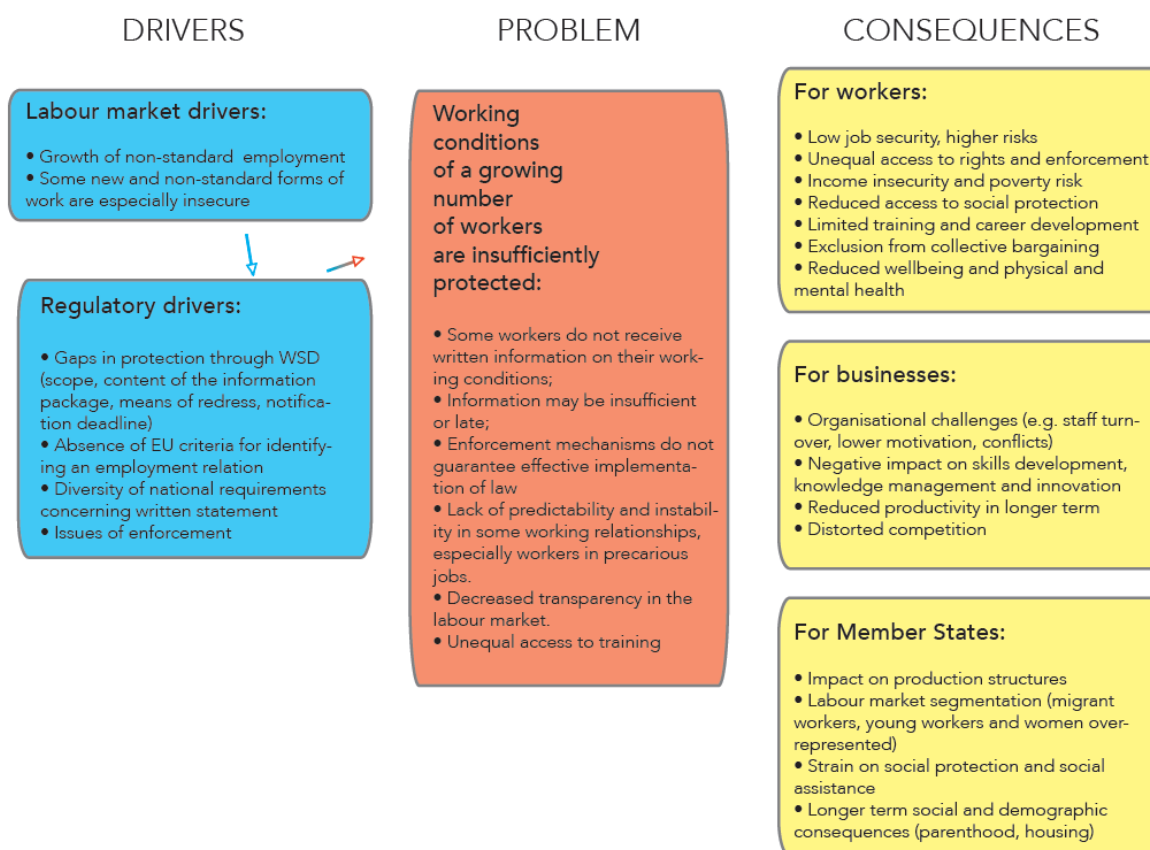 DRIVERS
Labour market drivers:
• Growth of non-standard employment
• Some new and non-standard forms of
work are especially insecure
Regulatory drivers:
• Gaps in protection through WSD
(scope, content of the information
package, means of redress, notifica-
tion deadline)
• Absence of EU criteria for identify-
ing an employment relation
• Diversity of national requirements
concerning written statement
• Issues of enforcement
PROBLEM
Working
conditions
of a growing
number
of workers
are insufficiently
protected:
• Some workers do not receive
written information on their work-
ing conditions;
• Information may be insufficient
or late;
• Enforcement mechanisms do not
guarantee effective implementa-
tion of law
• Lack of predictability and instabil-
ity in some working relationships,
especially workers in precarious
jobs.
• Decreased transparency in the
labour market.
• Unequal access to training
CONSEQUENCES
For workers:
• Low job security, higher risks
• Unequal access to rights and enforcement
• Income insecurity and poverty risk
• Reduced access to social protection
• Limited training and career development
• Exclusion from collective bargaining
• Reduced wellbeing and physical and
mental health
For businesses:
• Organisational challenges (e.g. staff turn-
over, lower motivation, conflicts)
• Negative impact on skills development,
knowledge management and innovation
• Reduced productivity in longer term
• Distorted competition
For Member States:
• Impact on production structures
• Labour market segmentation (migrant
workers, young workers and women over-
represented)
• Strain on social protection and social
assistance
• Longer term social and demographic
consequences (parenthood, housing)